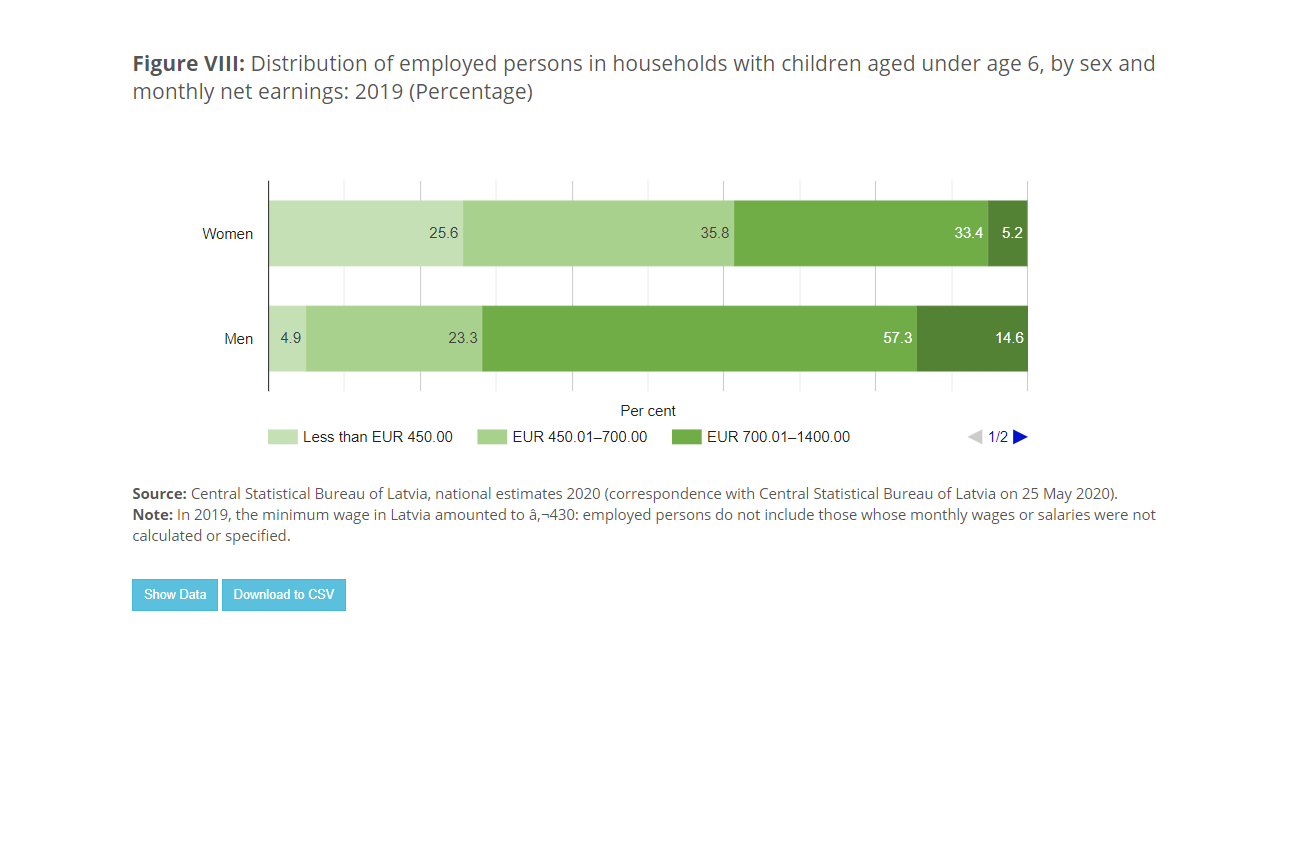 Figure VIII: Distribution of employed persons in households with children aged under age 6, by sex and
monthly net earnings: 2019 (Percentage)
Women
25.6
35.8
33.4
5.2
Men
4.9
23.3
57.3
14.6
Per cent
Less than EUR 450.00
EUR 450.01–700.00
EUR 700.01–1400.00
1/2
Source: Central Statistical Bureau of Latvia, national estimates 2020 (correspondence with Central Statistical Bureau of Latvia on 25 May 2020).
Note: In 2019, the minimum wage in Latvia amounted to â‚¬430: employed persons do not include those whose monthly wages or salaries were not
calculated or specified.
Show Data
Download to CSV